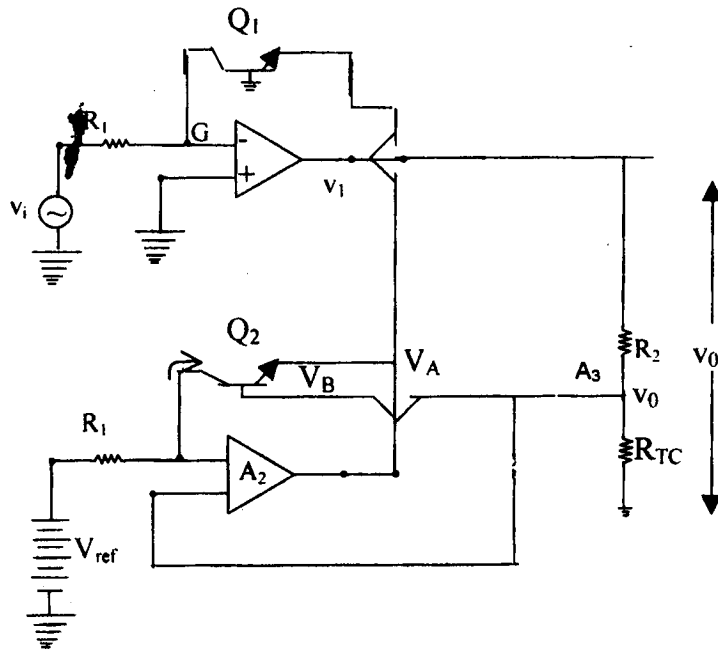 Q1
R1
G
-
+
v1
vi
Q2
VA
VB
R2
v0
A3
v0
R1
A2
RTC
Vref